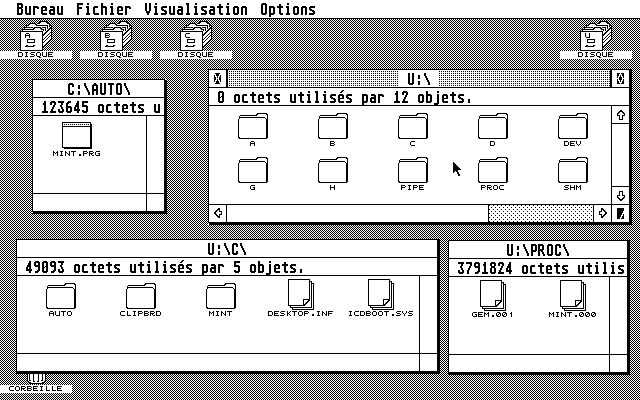 Bureau Fichier Visualisation Options
A B C U
DISQUE DISQUE DISQUE DISQUE
C:\AUTO\
123645 octets u
MINT.PRG
U:\
0 octets utilisés par 12 objets.
A B C D DEV
G H PIPE PROC SHM
U:\C\
49093 octets utilisés par 5 objets.
AUTO CLIPBRD MINT DESKTOP.INF ICDBOOT.SYS
U:\PROC\
3791824 octets utilis
GEM.001 MINT.000
CORBEILLE